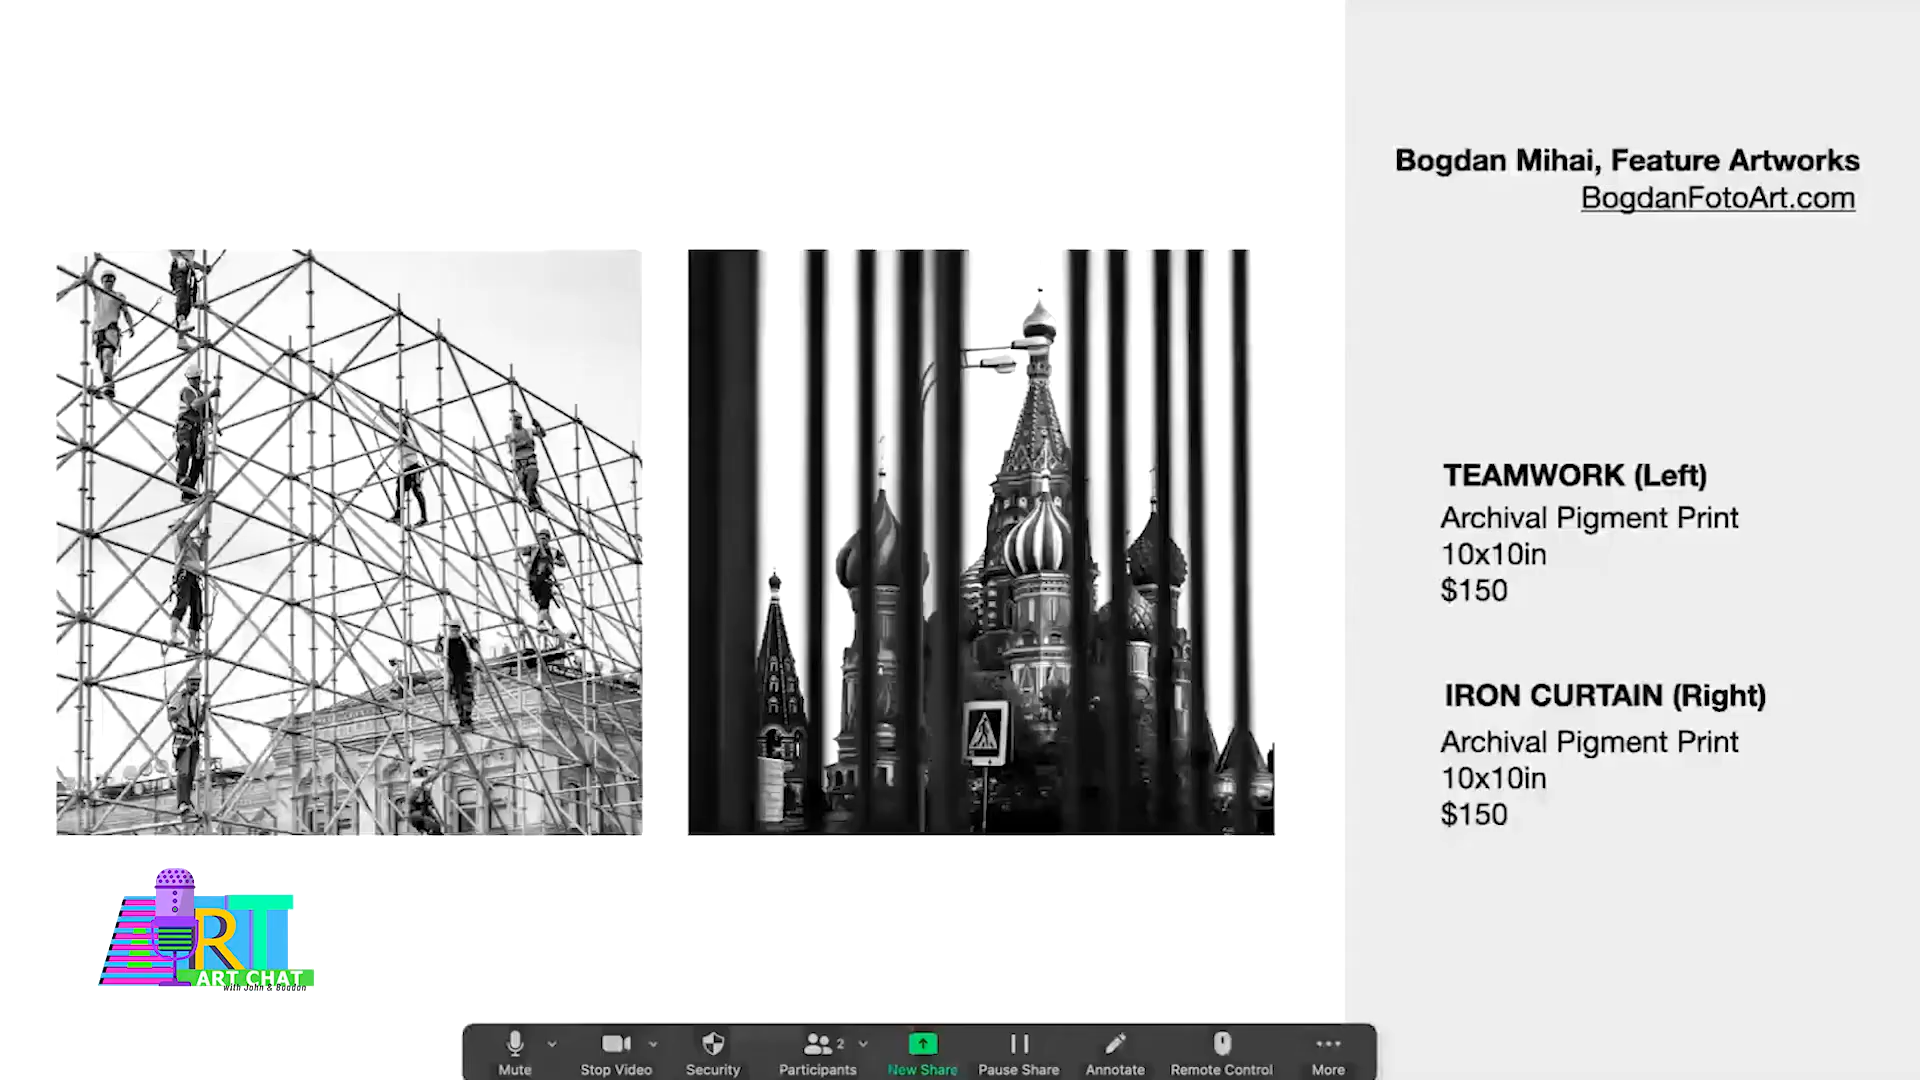 Bogdan Mihai, Feature Artworks
BogdanFotoArt.com
TEAMWORK (Left)
Archival Pigment Print
10x10in
$150
IRON CURTAIN (Right)
Archival Pigment Print
10x10in
$150
ART
ART CHAT
with John & Bogdan
Mute
Stop Video
Security
2
Participants
New Share
Pause Share
Annotate
Remote Control
More